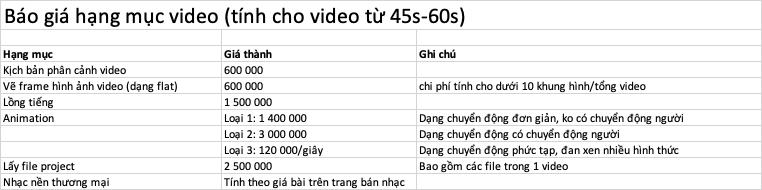 Báo giá hạng mục video (tính cho video từ 45s-60s)
Hạng mục Giá thành Ghi chú
Kịch bản phân cảnh video 600 000
Vẽ frame hình ảnh video (dạng flat) 600 000 chi phí tính cho dưới 10 khung hình/tổng video
Lồng tiếng 1 500 000
Animation Loại 1: 1 400 000 Dạng chuyển động đơn giản, ko có chuyển động người
Loại 2: 3 000 000 Dạng chuyển động có chuyển động người
Loại 3: 120 000/giây Dạng chuyển động phức tạp, đan xen nhiều hình thức
Lấy file project 2 500 000 Bao gồm các file trong 1 video
Nhạc nền thương mại Tính theo giá bài trên trang bán nhạc